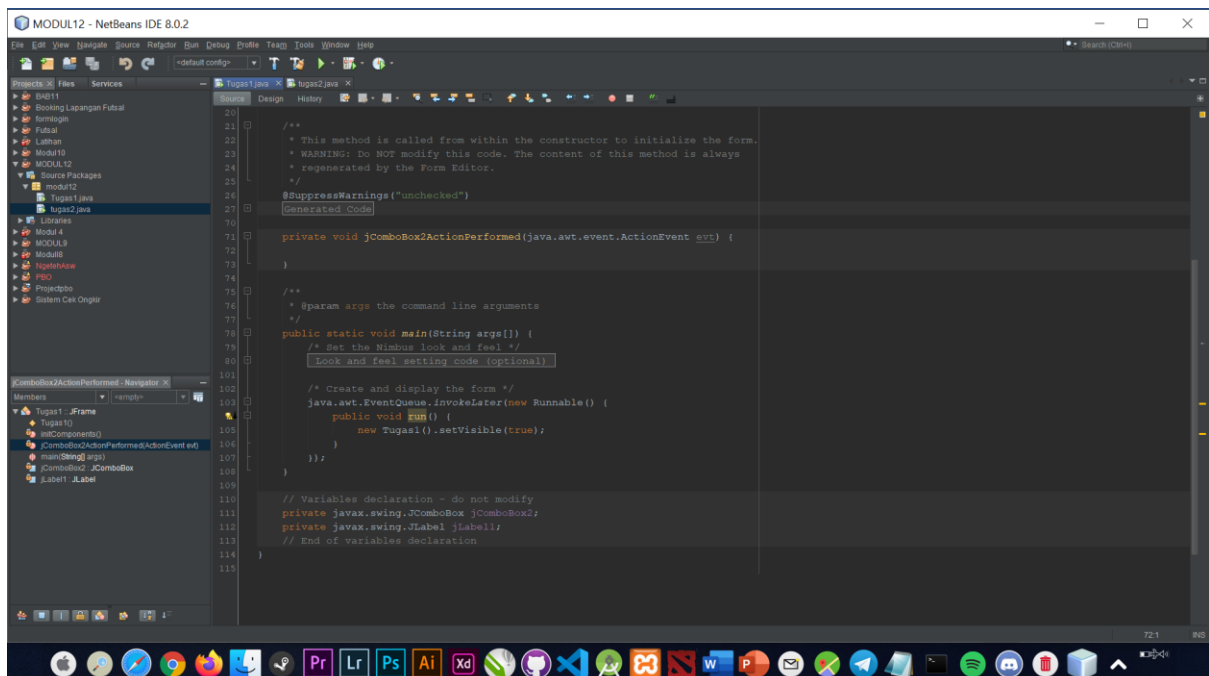 MODUL12 - NetBeans IDE 8.0.2
File Edit View Navigate Source Refactor Run Debug Profile Team Tools Window Help
Search (Ctrl+I)
<default config>
Projects × Files Services
BAB11
Booking Lapangan Futsal
formlogin
Futsal
Latihan
Modul10
MODUL12
Source Packages
modul12
Tugas1.java
tugas2.java
Libraries
Modul 4
MODUL9
Modul8
NgetehAsw
PBO
Projectpbo
Sistem Cek Ongkir
jComboBox2ActionPerformed - Navigator ×
Members <empty>
Tugas1 :: JFrame
Tugas1()
initComponents()
jComboBox2ActionPerformed(ActionEvent evt)
main(String[] args)
jComboBox2 : JComboBox
jLabel1 : JLabel
Tugas1.java × tugas2.java ×
Source Design History
20
21 /**
22 * This method is called from within the constructor to initialize the form.
23 * WARNING: Do NOT modify this code. The content of this method is always
24 * regenerated by the Form Editor.
25 */
26 @SuppressWarnings("unchecked")
27 Generated Code
70
71 private void jComboBox2ActionPerformed(java.awt.event.ActionEvent evt) {
72
73 }
74
75 /**
76 * @param args the command line arguments
77 */
78 public static void main(String args[]) {
79 /* Set the Nimbus look and feel */
80 Look and feel setting code (optional)
101
102 /* Create and display the form */
103 java.awt.EventQueue.invokeLater(new Runnable() {
public void run() {
105 new Tugas1().setVisible(true);
106 }
107 });
108 }
109
110 // Variables declaration - do not modify
111 private javax.swing.JComboBox jComboBox2;
112 private javax.swing.JLabel jLabel1;
113 // End of variables declaration
114 }
115
72:1 INS
Pr Lr Ps Ai Xd W P